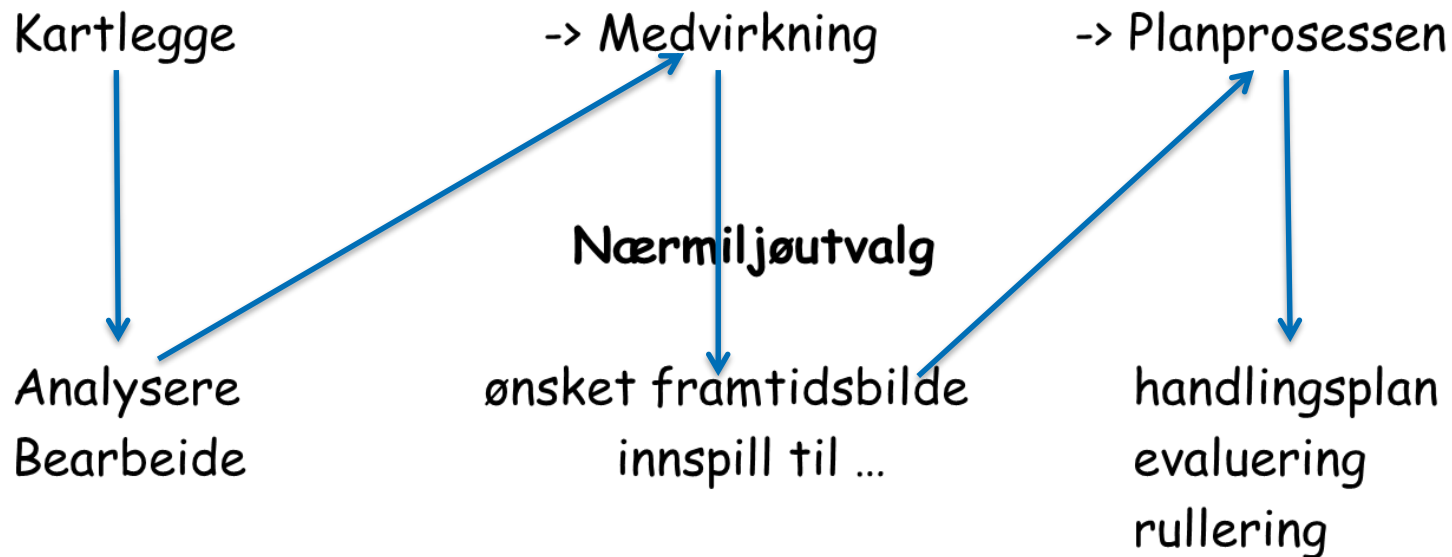 Kartlegge -> Medvirkning -> Planprosessen
Nærmiljøutvalg
Analysere ønsket framtidsbilde handlingsplan
Bearbeide innspill til … evaluering
rullering